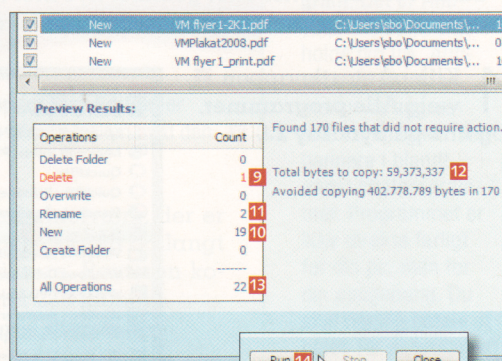 New VM flyer1-2K1.pdf C:\Users\sbo\Documents\...
New VMPlakat2008.pdf C:\Users\sbo\Documents\...
New VM flyer1_print.pdf C:\Users\sbo\Documents\...
Preview Results:
Operations Count
Found 170 files that did not require action.
Delete Folder 0
Delete 1 9
Total bytes to copy: 59,373,337 12
Overwrite 0
Avoided copying 402.778.789 bytes in 170
Rename 2 11
New 19 10
Create Folder 0
-------
All Operations 22 13
Run 14 Stop Close